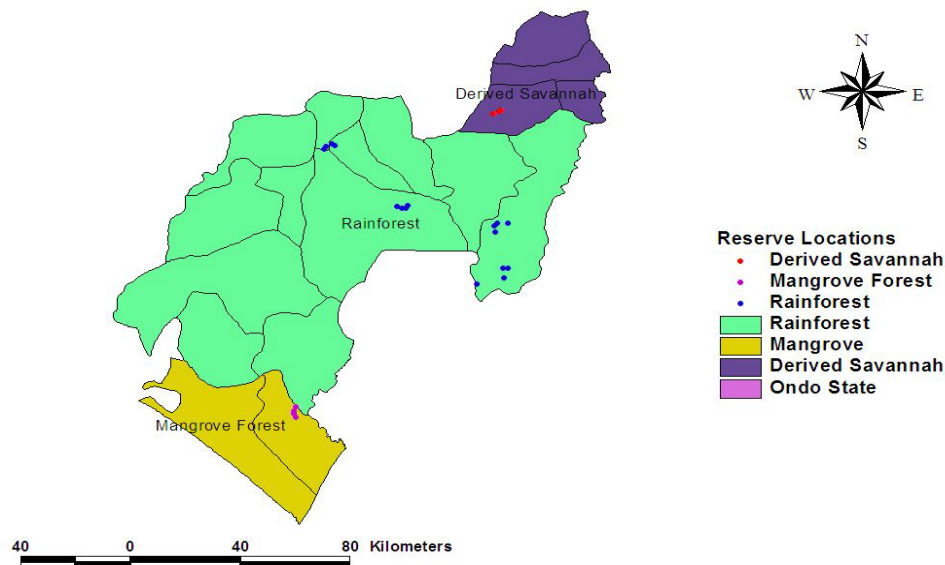 N
W E
S
Derived Savannah
Rainforest
Mangrove Forest
Reserve Locations
Derived Savannah
Mangrove Forest
Rainforest
Rainforest
Mangrove
Derived Savannah
Ondo State
40 0 40 80 Kilometers